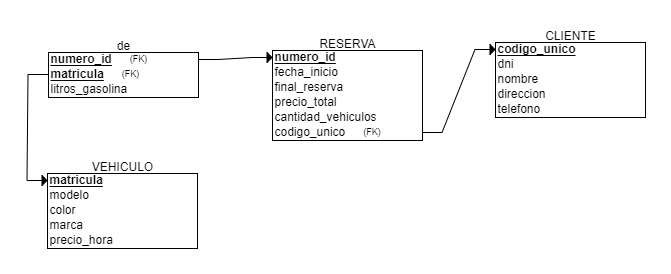 de
numero_id (FK)
matricula (FK)
litros_gasolina
RESERVA
numero_id
fecha_inicio
final_reserva
precio_total
cantidad_vehiculos
codigo_unico (FK)
CLIENTE
codigo_unico
dni
nombre
direccion
telefono
VEHICULO
matricula
modelo
color
marca
precio_hora